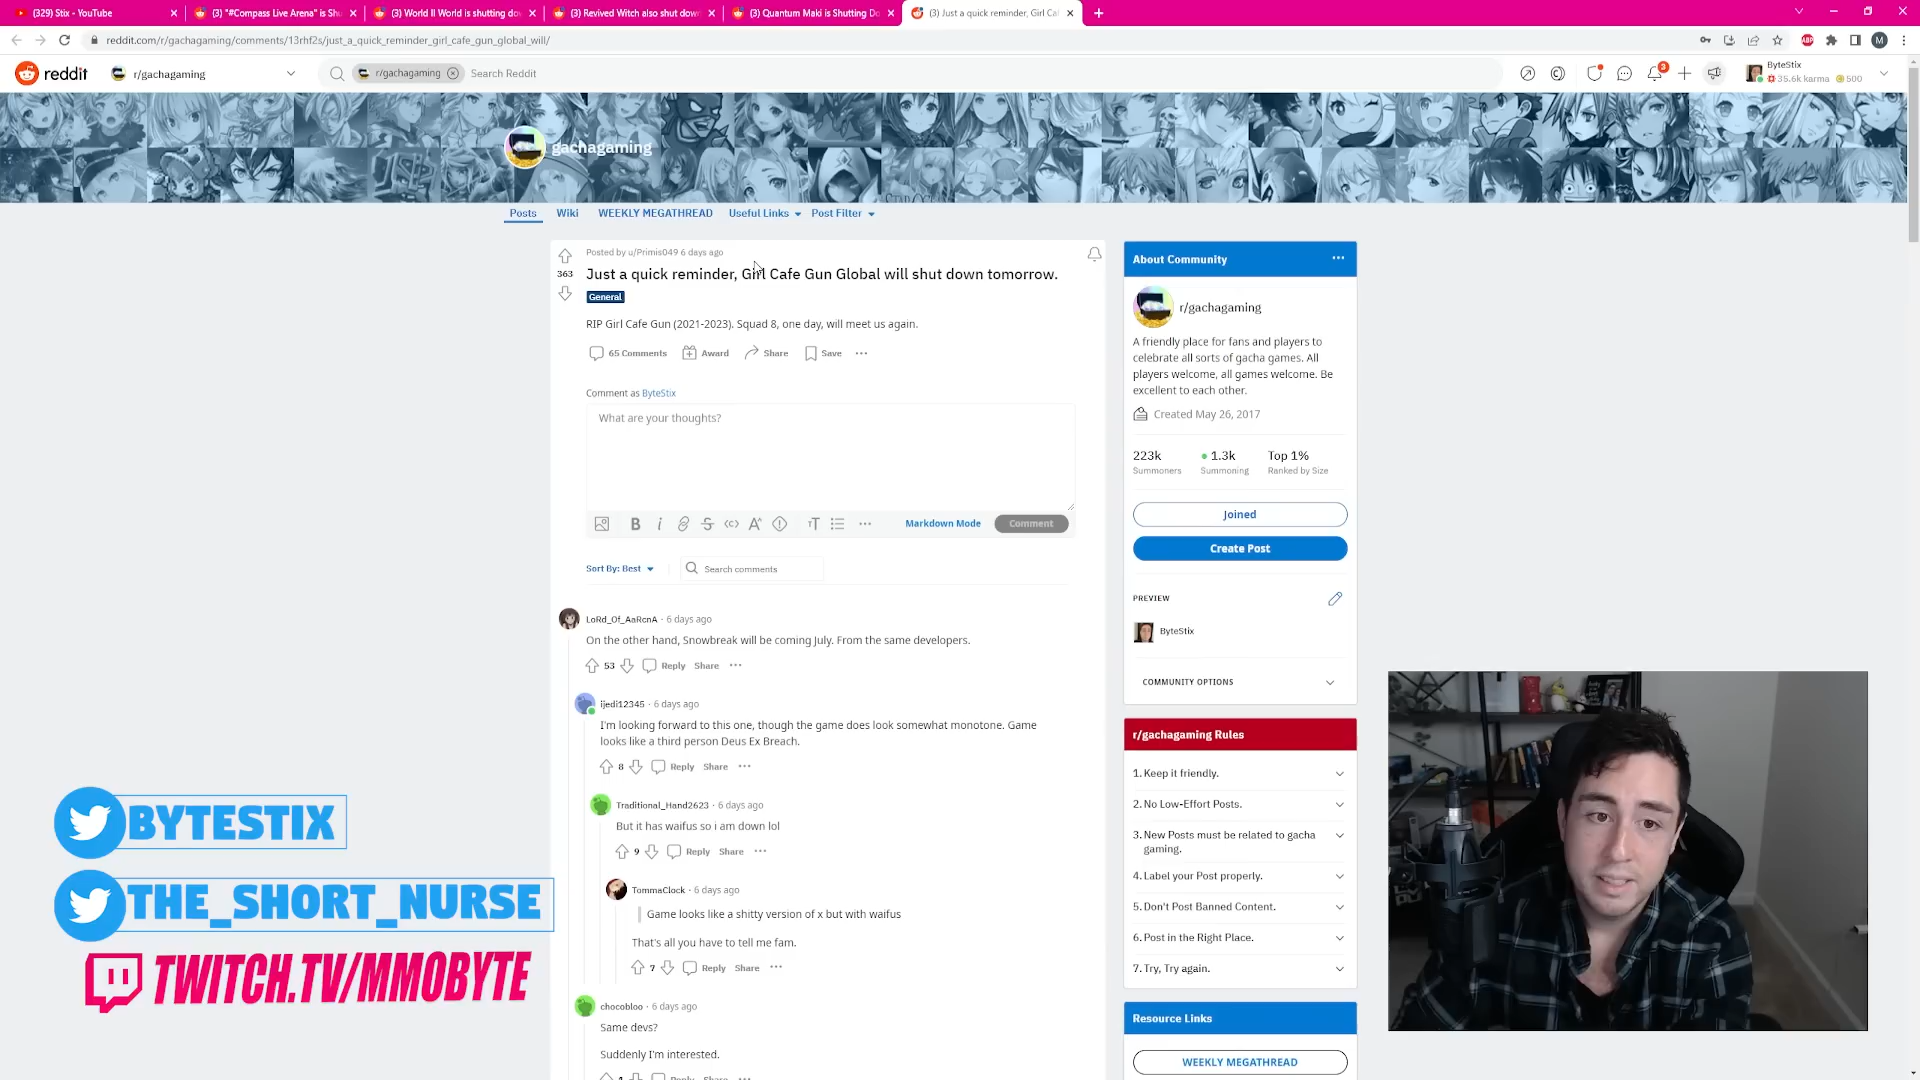 (329) Stix - YouTube
(3) "#Compass Live Arena" is Shu
(3) World II World is shutting dov
(3) Revived Witch also shut down
(3) Quantum Maki is Shutting Do
(3) Just a quick reminder, Girl Caf
reddit.com/r/gachagaming/comments/13rhf2s/just_a_quick_reminder_girl_cafe_gun_global_will/
ABP
M
reddit
r/gachagaming
r/gachagaming
Search Reddit
3
ByteStix
35.6k karma
500
gachagaming
Posts
Wiki
WEEKLY MEGATHREAD
Useful Links
Post Filter
Posted by u/Primis049 6 days ago
363
Just a quick reminder, Girl Cafe Gun Global will shut down tomorrow.
General
RIP Girl Cafe Gun (2021-2023). Squad 8, one day, will meet us again.
65 Comments
Award
Share
Save
Comment as ByteStix
What are your thoughts?
Markdown Mode
Comment
Sort By: Best
Search comments
LoRd_Of_AaRcnA · 6 days ago
On the other hand, Snowbreak will be coming July. From the same developers.
53
Reply
Share
ijedi12345 · 6 days ago
I'm looking forward to this one, though the game does look somewhat monotone. Game
looks like a third person Deus Ex Breach.
8
Reply
Share
Traditional_Hand2623 · 6 days ago
But it has waifus so i am down lol
9
Reply
Share
TommaClock · 6 days ago
Game looks like a shitty version of x but with waifus
That's all you have to tell me fam.
7
Reply
Share
chocobloo · 6 days ago
Same devs?
Suddenly I'm interested.
1
Reply
Share
About Community
r/gachagaming
A friendly place for fans and players to
celebrate all sorts of gacha games. All
players welcome, all games welcome. Be
excellent to each other.
Created May 26, 2017
223k
Summoners
1.3k
Summoning
Top 1%
Ranked by Size
Joined
Create Post
PREVIEW
ByteStix
COMMUNITY OPTIONS
r/gachagaming Rules
1. Keep it friendly.
2. No Low-Effort Posts.
3. New Posts must be related to gacha
gaming.
4. Label your Post properly.
5. Don't Post Banned Content.
6. Post in the Right Place.
7. Try, Try again.
Resource Links
WEEKLY MEGATHREAD
BYTESTIX
THE_SHORT_NURSE
TWITCH.TV/MMOBYTE